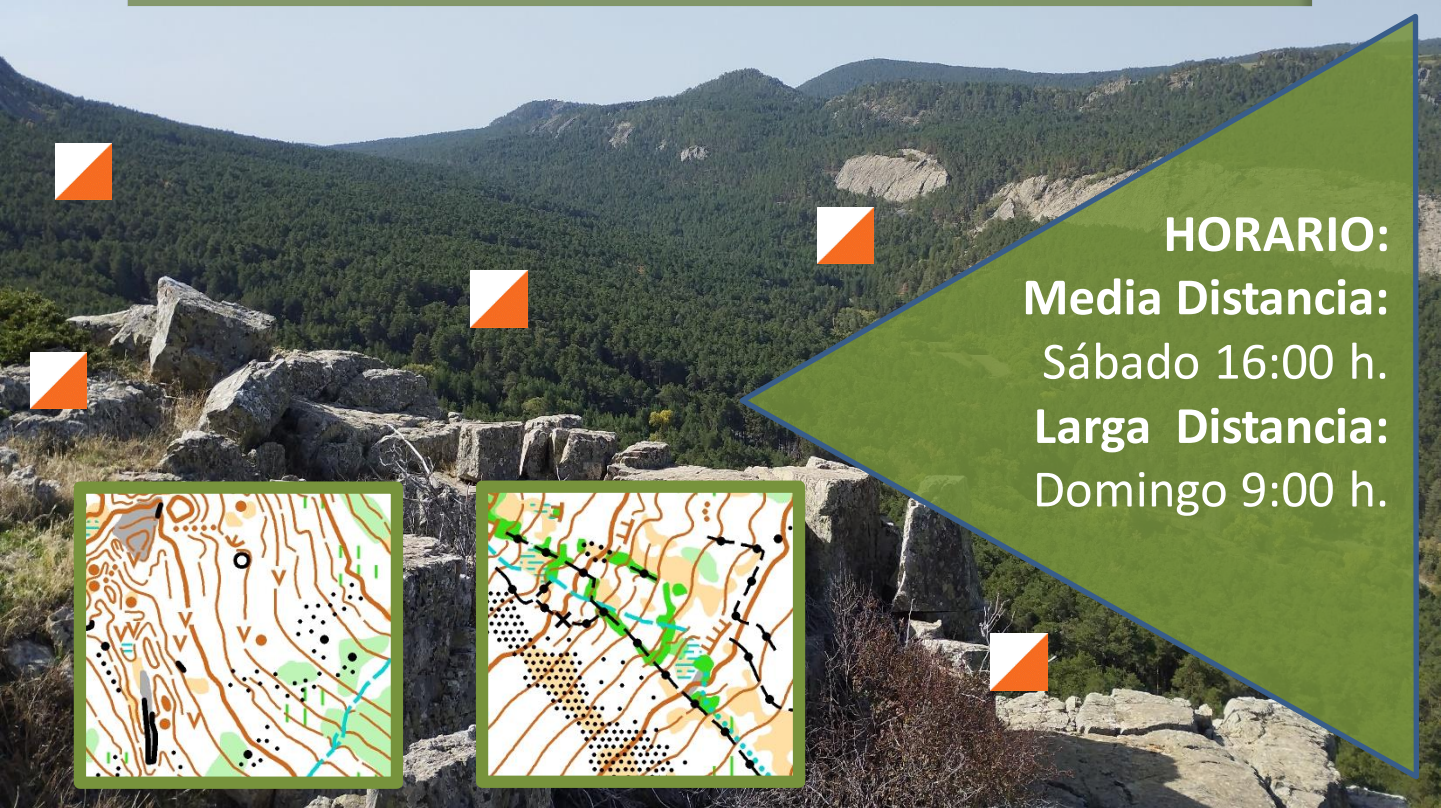 HORARIO:
Media Distancia:
Sábado 16:00 h.
Larga Distancia:
Domingo 9:00 h.